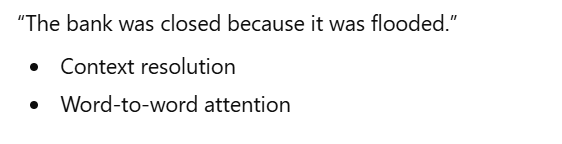 “The bank was closed because it was flooded.”
• Context resolution
• Word-to-word attention